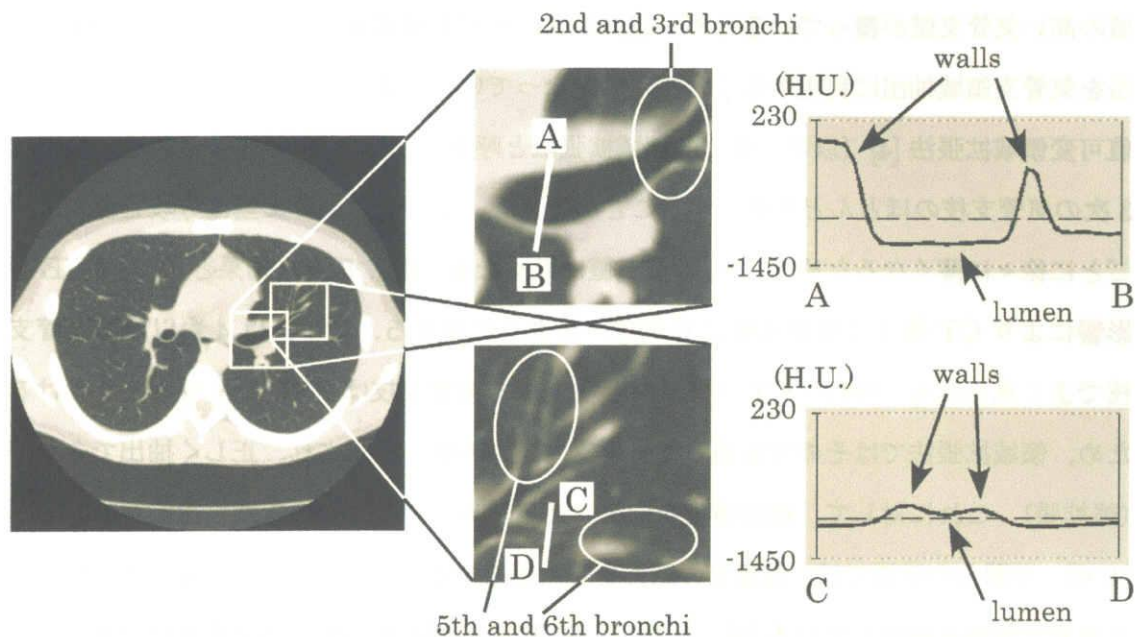 2nd and 3rd bronchi
A
B
C
D
5th and 6th bronchi
walls
(H.U.)
230
-1450
A
B
lumen
walls
(H.U.)
230
-1450
C
D
lumen